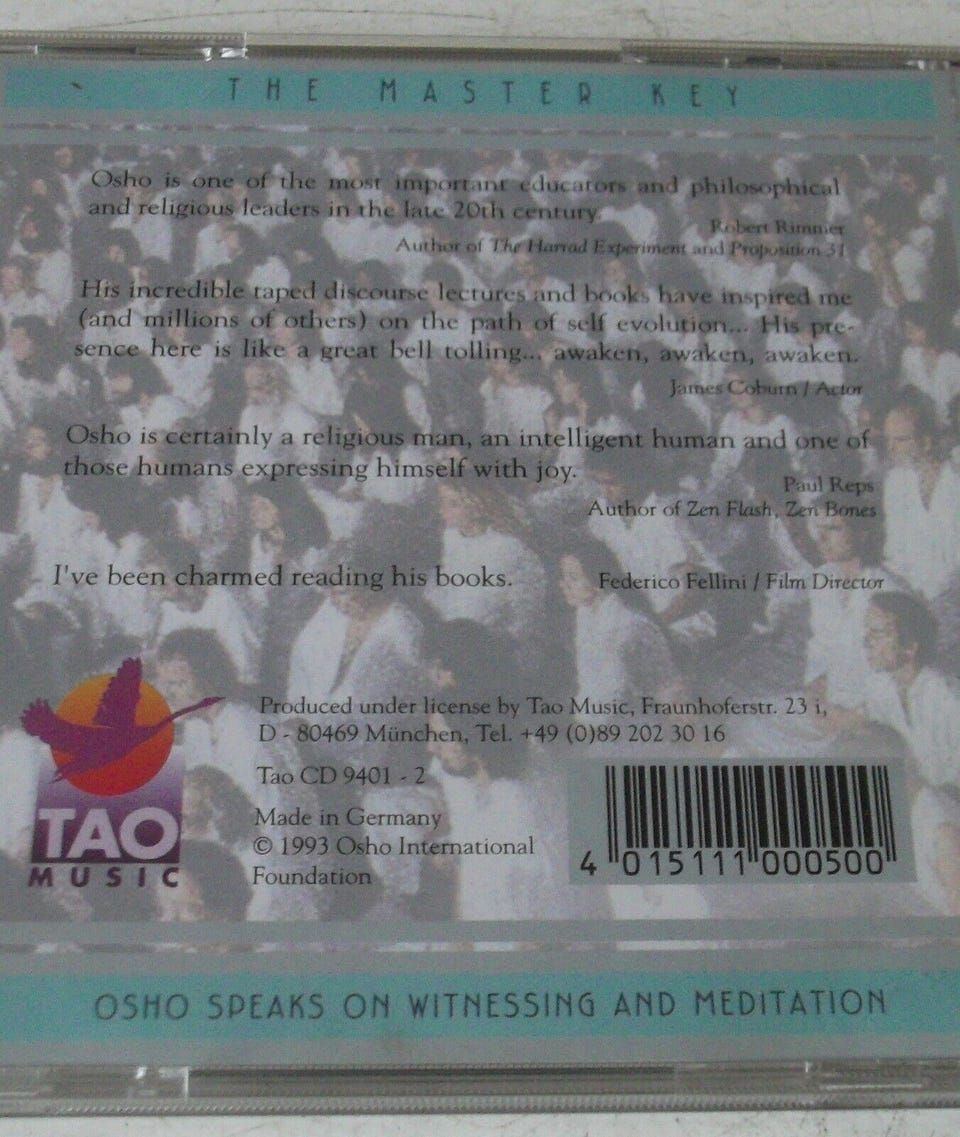 THE MASTER KEY
Osho is one of the most important educators and philosophical
and religious leaders in the late 20th century.
Robert Rimmer
Author of The Harrad Experiment and Proposition 31
His incredible taped discourse lectures and books have inspired me
(and millions of others) on the path of self evolution... His pre-
sence here is like a great bell tolling... awaken, awaken, awaken.
James Coburn / Actor
Osho is certainly a religious man, an intelligent human and one of
those humans expressing himself with joy.
Paul Reps
Author of Zen Flash, Zen Bones
I've been charmed reading his books.
Federico Fellini / Film Director
Produced under license by Tao Music, Fraunhoferstr. 23 i,
D - 80469 München, Tel. +49 (0)89 202 30 16
Tao CD 9401 - 2
Made in Germany
© 1993 Osho International
Foundation
TAO
MUSIC
4 015111 000500
OSHO SPEAKS ON WITNESSING AND MEDITATION